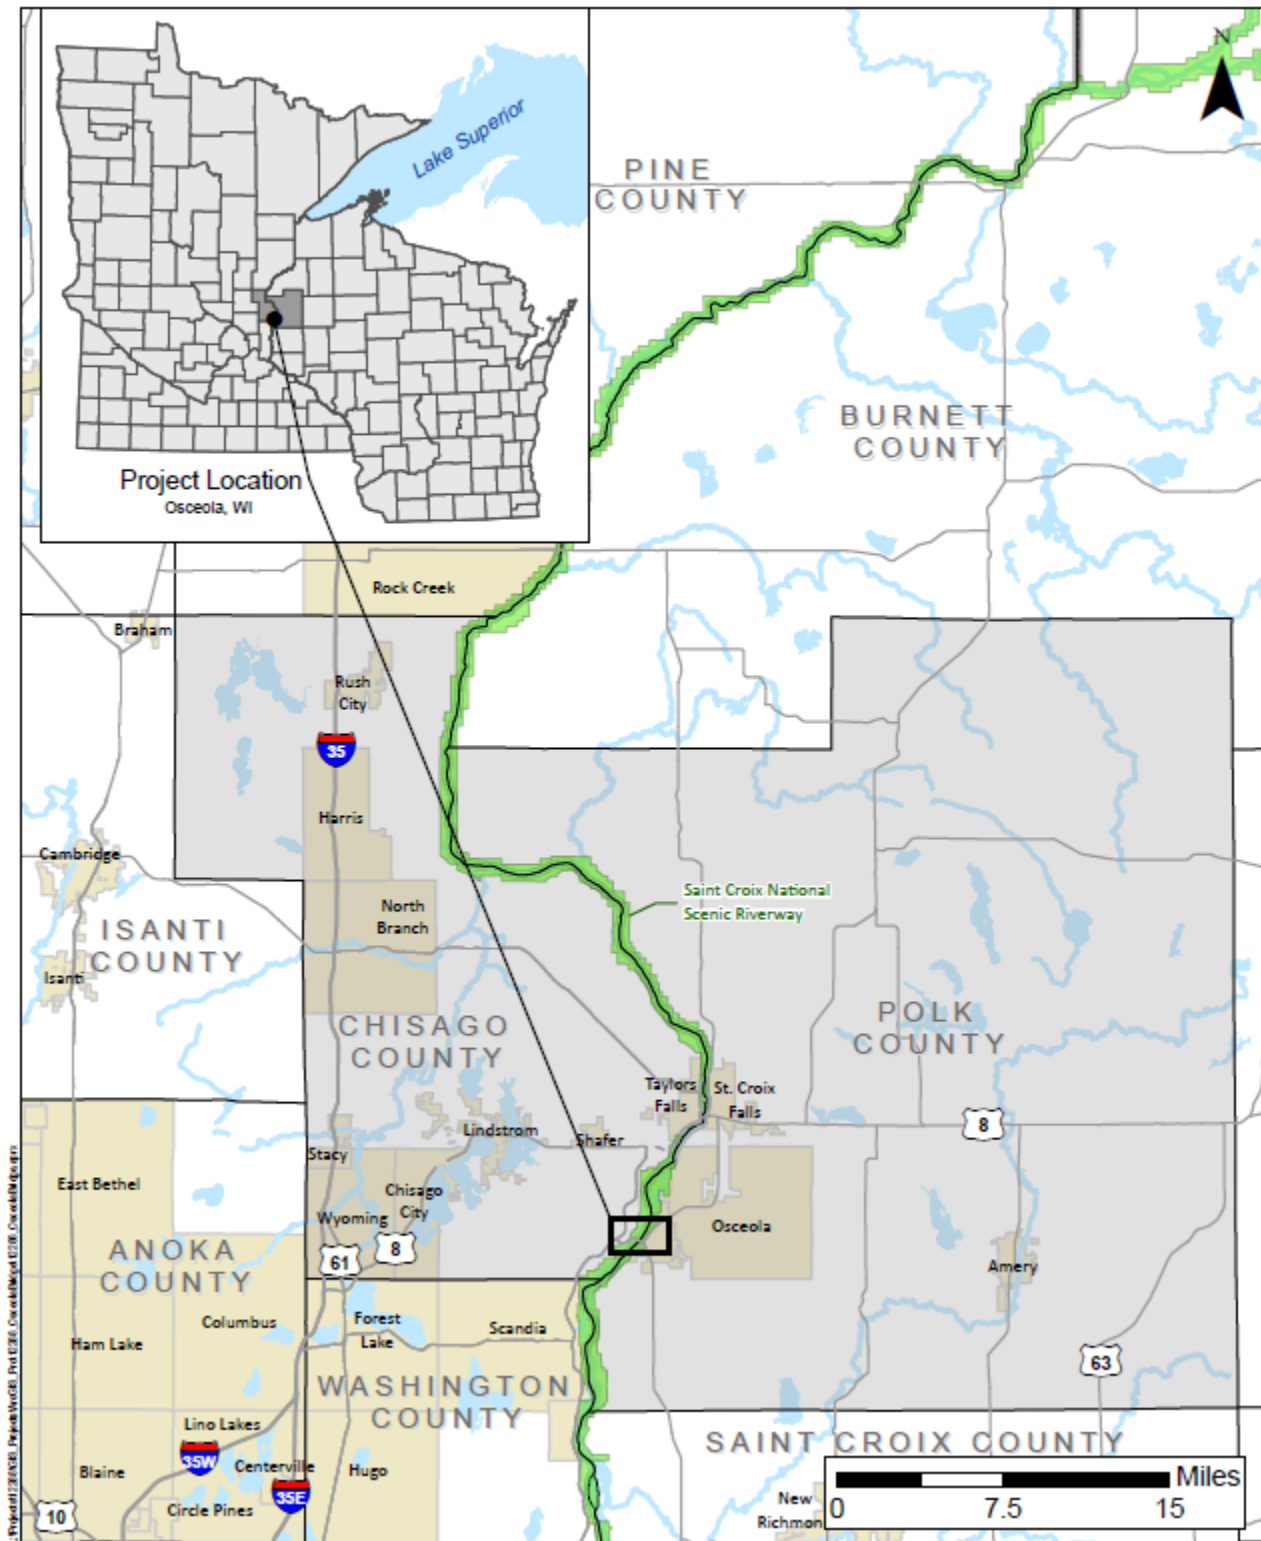 N
Lake Superior
PINE
COUNTY
BURNETT
COUNTY
Project Location
Osceola, WI
Rock Creek
Braham
Rush
City
35
Harris
Cambridge
Saint Croix National
Scenic Riverway
North
Branch
ISANTI
COUNTY
Isanti
CHISAGO
COUNTY
POLK
COUNTY
Taylors
Falls
St. Croix
Falls
8
Lindstrom
Shafer
Stacy
East Bethel
Chisago
City
Wyoming
8
61
Osceola
ANOKA
COUNTY
Amery
Columbus
Forest
Lake
Scandia
Ham Lake
63
WASHINGTON
COUNTY
Lino Lakes
SAINT CROIX COUNTY
35W
Centerville
Hugo
Blaine
35E
Circle Pines
10
New
Richmon
Miles
0 7.5 15